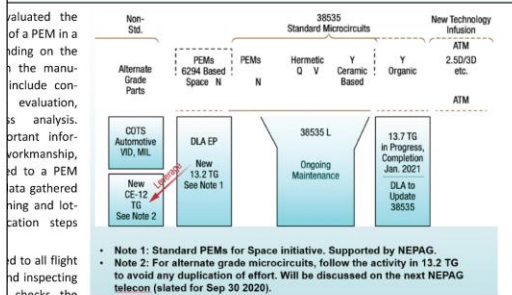 valuated the
of a PEM in a
nding on the
n the manu-
include con-
evaluation,
ss analysis.
ortant infor-
workmanship,
ed to a PEM
data gathered
ning and lot-
cation steps
ed to all flight
nd inspecting
checks the
Non-
Std.
38535
Standard Microcircuits
New Technology
Infusion
Alternate
Grade
Parts
PEMs
6294 Based
Space N
PEMs
N
Hermetic
Q V
Y
Ceramic
Based
Y
Organic
ATM
2.5D/3D
etc.
ATM
COTS
Automotive
VID, MIL
New
CE-12
TG
See Note 2
Leverage
DLA EP
New
13.2 TG
See Note 1
38535 L
Ongoing
Maintenance
13.7 TG
in Progress,
Completion
Jan. 2021
DLA to
Update
38535
• Note 1: Standard PEMs for Space initiative. Supported by NEPAG.
• Note 2: For alternate grade microcircuits, follow the activity in 13.2 TG
to avoid any duplication of effort. Will be discussed on the next NEPAG
telecon (slated for Sep 30 2020).